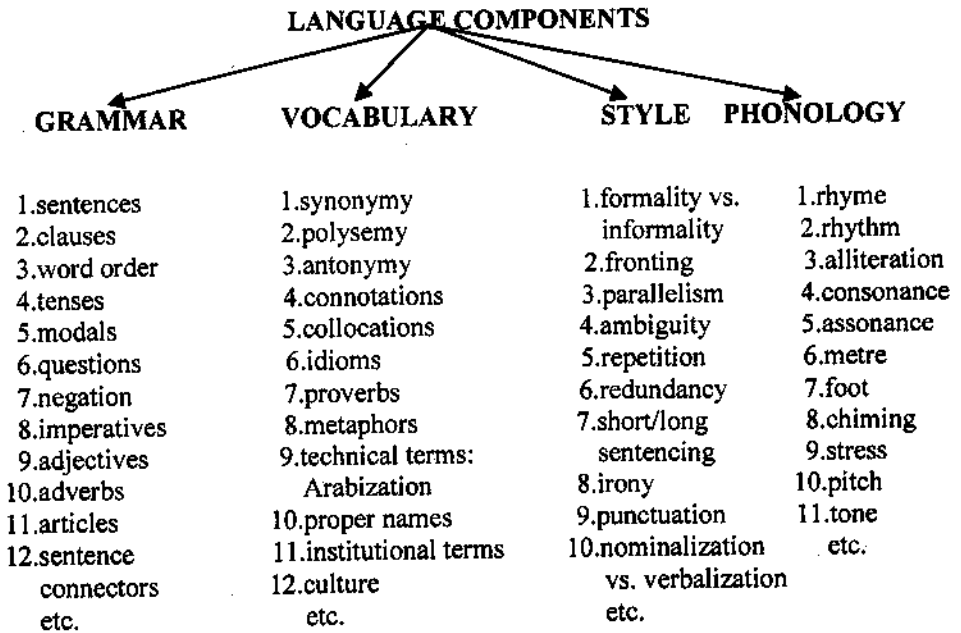 LANGUAGE COMPONENTS
GRAMMAR
1.sentences
2.clauses
3.word order
4.tenses
5.modals
6.questions
7.negation
8.imperatives
9.adjectives
10.adverbs
11.articles
12.sentence
connectors
etc.
VOCABULARY
1.synonymy
2.polysemy
3.antonymy
4.connotations
5.collocations
6.idioms
7.proverbs
8.metaphors
9.technical terms:
Arabization
10.proper names
11.institutional terms
12.culture
etc.
STYLE
1.formality vs.
informality
2.fronting
3.parallelism
4.ambiguity
5.repetition
6.redundancy
7.short/long
sentencing
8.irony
9.punctuation
10.nominalization
vs. verbalization
etc.
PHONOLOGY
1.rhyme
2.rhythm
3.alliteration
4.consonance
5.assonance
6.metre
7.foot
8.chiming
9.stress
10.pitch
11.tone
etc.